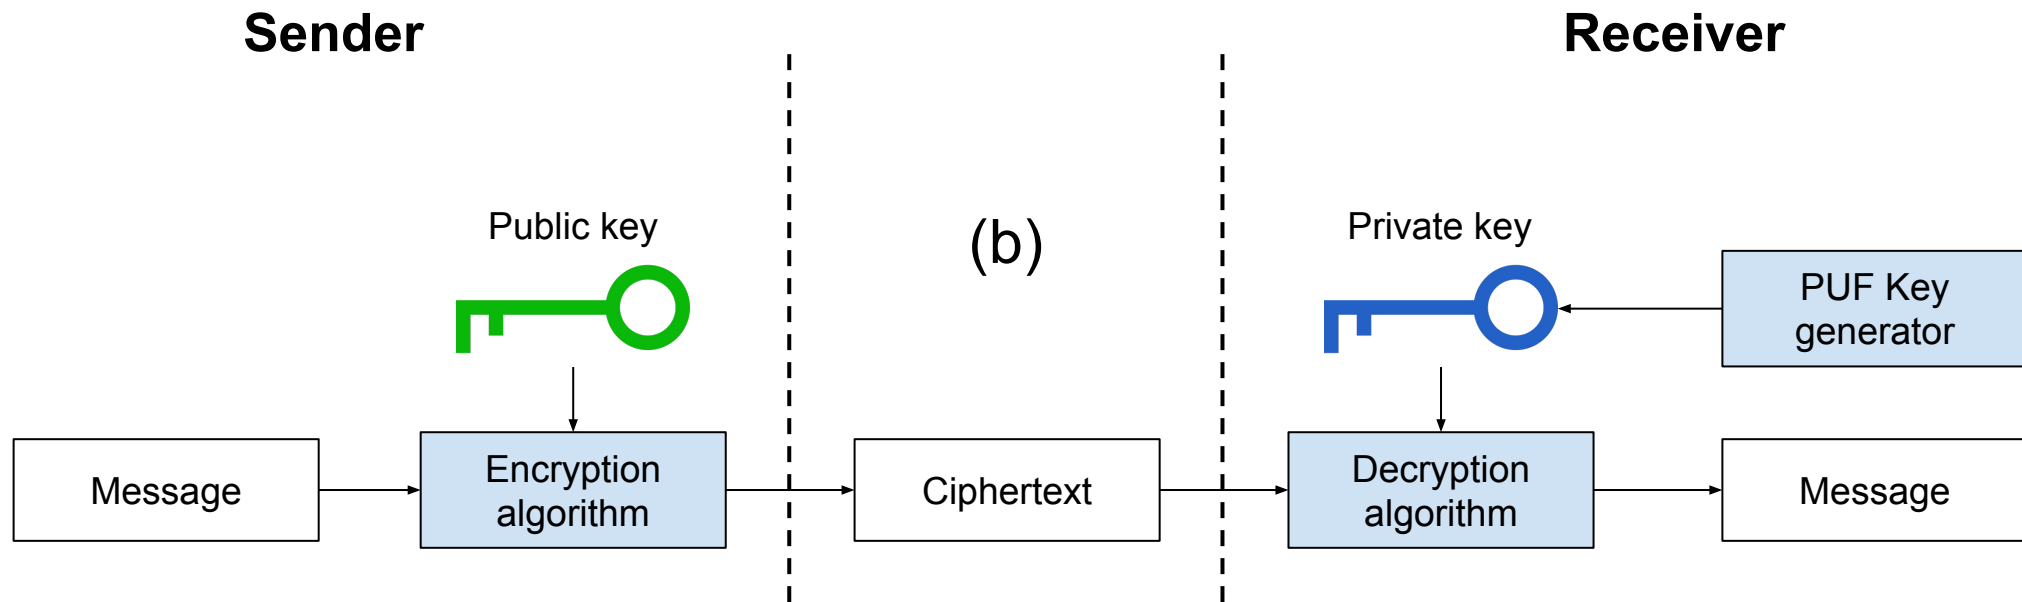 Sender
Receiver
Public key
(b)
Private key
PUF Key
generator
Message
Encryption
algorithm
Ciphertext
Decryption
algorithm
Message